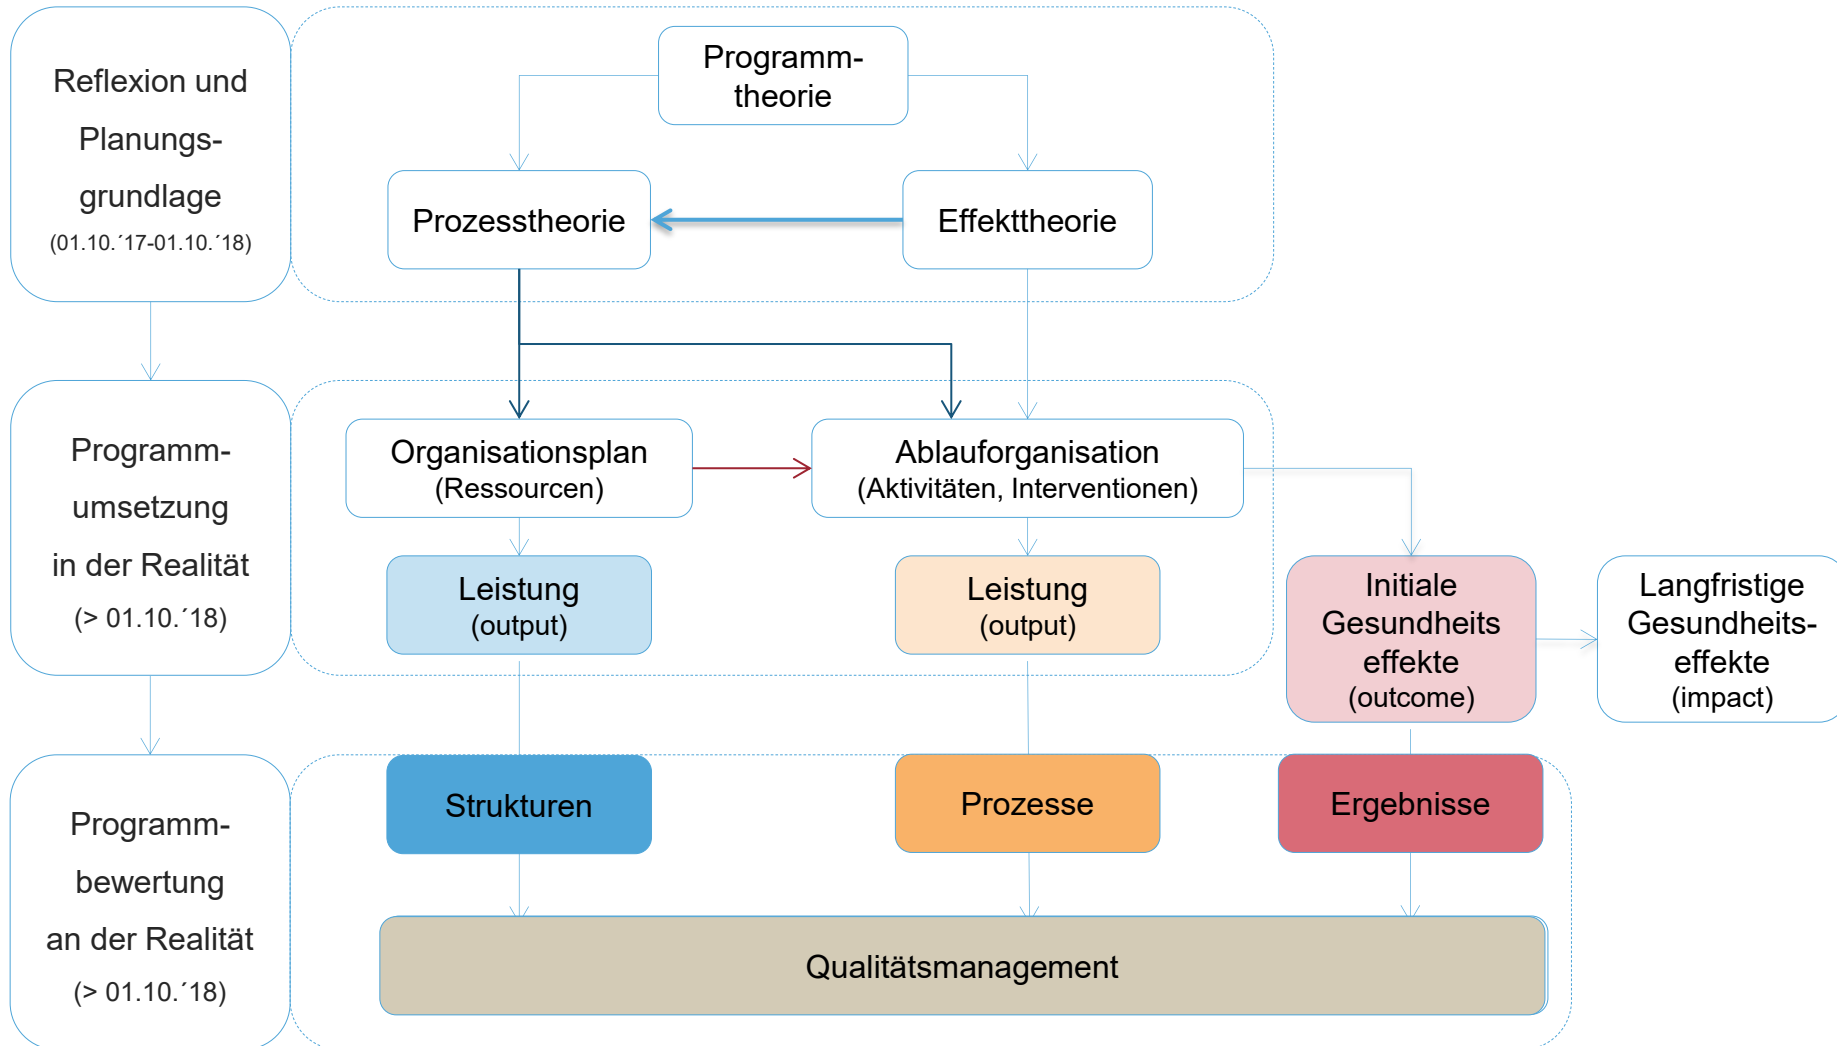 Reflexion und
Planungs-
grundlage
(01.10.´17-01.10.´18)
Programm-
theorie
Prozesstheorie
Effekttheorie
Programm-
umsetzung
in der Realität
(> 01.10.´18)
Organisationsplan
(Ressourcen)
Ablauforganisation
(Aktivitäten, Interventionen)
Leistung
(output)
Leistung
(output)
Initiale
Gesundheits
effekte
(outcome)
Langfristige
Gesundheits-
effekte
(impact)
Programm-
bewertung
an der Realität
(> 01.10.´18)
Strukturen
Prozesse
Ergebnisse
Qualitätsmanagement